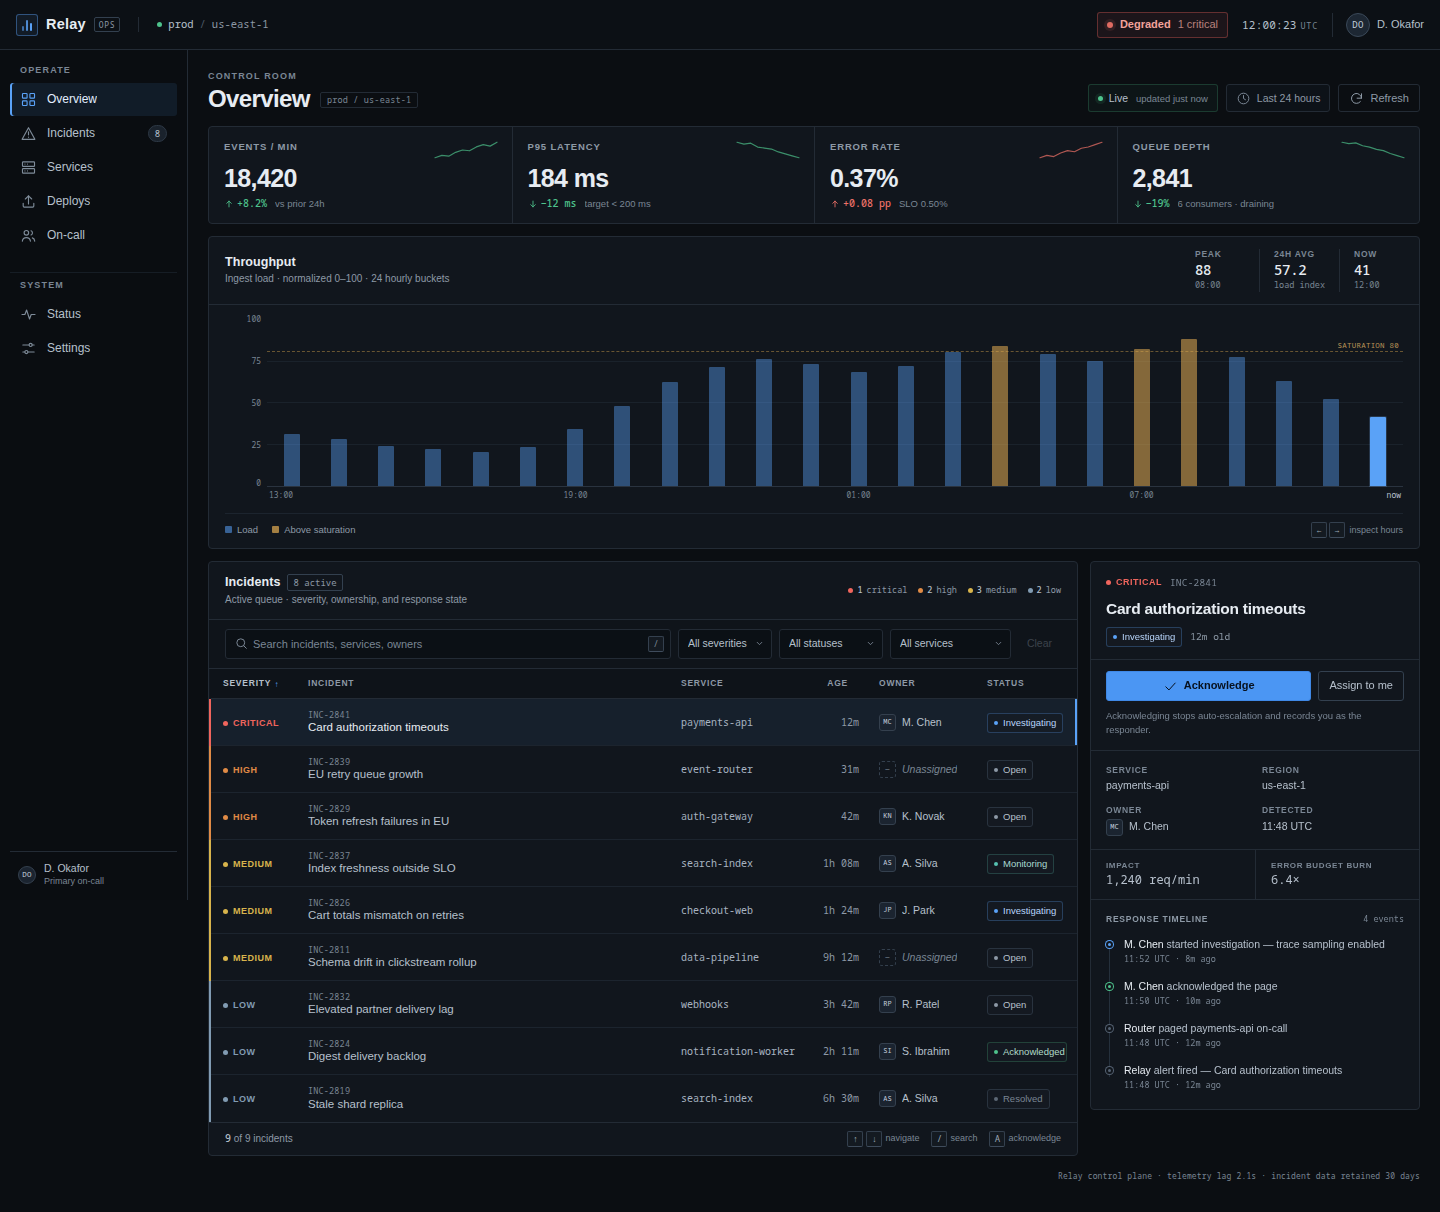 Relay OPS prod / us-east-1 Degraded 1 critical 12:00:23 UTC DO D. Okafor
OPERATE
Overview
Incidents 8
Services
Deploys
On-call
SYSTEM
Status
Settings
DO D. Okafor
Primary on-call
CONTROL ROOM
Overview prod / us-east-1
Live updated just now Last 24 hours Refresh
EVENTS / MIN
18,420
↑ +8.2% vs prior 24h
P95 LATENCY
184 ms
↓ −12 ms target < 200 ms
ERROR RATE
0.37%
↑ +0.08 pp SLO 0.50%
QUEUE DEPTH
2,841
↓ −19% 6 consumers · draining
Throughput
Ingest load · normalized 0–100 · 24 hourly buckets
PEAK
88
08:00
24H AVG
57.2
load index
NOW
41
12:00
100
75
50
25
0
SATURATION 80
13:00 19:00 01:00 07:00 now
Load Above saturation
← → inspect hours
Incidents 8 active
Active queue · severity, ownership, and response state
1 critical 2 high 3 medium 2 low
Search incidents, services, owners / All severities All statuses All services Clear
SEVERITY ↑ INCIDENT SERVICE AGE OWNER STATUS
INC-2841
CRITICAL Card authorization timeouts payments-api 12m MC M. Chen Investigating
INC-2839
HIGH EU retry queue growth event-router 31m – Unassigned Open
INC-2829
HIGH Token refresh failures in EU auth-gateway 42m KN K. Novak Open
INC-2837
MEDIUM Index freshness outside SLO search-index 1h 08m AS A. Silva Monitoring
INC-2826
MEDIUM Cart totals mismatch on retries checkout-web 1h 24m JP J. Park Investigating
INC-2811
MEDIUM Schema drift in clickstream rollup data-pipeline 9h 12m – Unassigned Open
INC-2832
LOW Elevated partner delivery lag webhooks 3h 42m RP R. Patel Open
INC-2824
LOW Digest delivery backlog notification-worker 2h 11m SI S. Ibrahim Acknowledged
INC-2819
LOW Stale shard replica search-index 6h 30m AS A. Silva Resolved
9 of 9 incidents
↑ ↓ navigate / search A acknowledge
CRITICAL INC-2841
Card authorization timeouts
Investigating 12m old
Acknowledge Assign to me
Acknowledging stops auto-escalation and records you as the
responder.
SERVICE REGION
payments-api us-east-1
OWNER DETECTED
MC M. Chen 11:48 UTC
IMPACT ERROR BUDGET BURN
1,240 req/min 6.4×
RESPONSE TIMELINE 4 events
M. Chen started investigation — trace sampling enabled
11:52 UTC · 8m ago
M. Chen acknowledged the page
11:50 UTC · 10m ago
Router paged payments-api on-call
11:48 UTC · 12m ago
Relay alert fired — Card authorization timeouts
11:48 UTC · 12m ago
Relay control plane · telemetry lag 2.1s · incident data retained 30 days